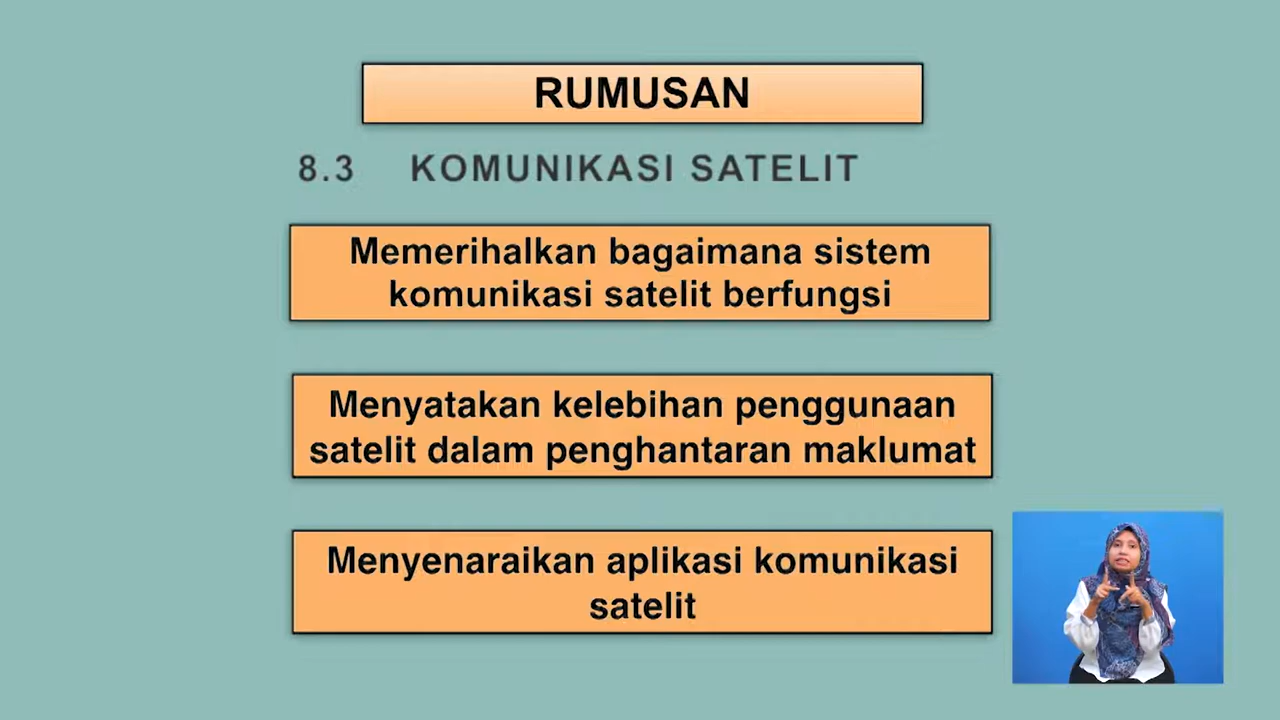 RUMUSAN
8.3 KOMUNIKASI SATELIT
Memerihalkan bagaimana sistem
komunikasi satelit berfungsi
Menyatakan kelebihan penggunaan
satelit dalam penghantaran maklumat
Menyenaraikan aplikasi komunikasi
satelit